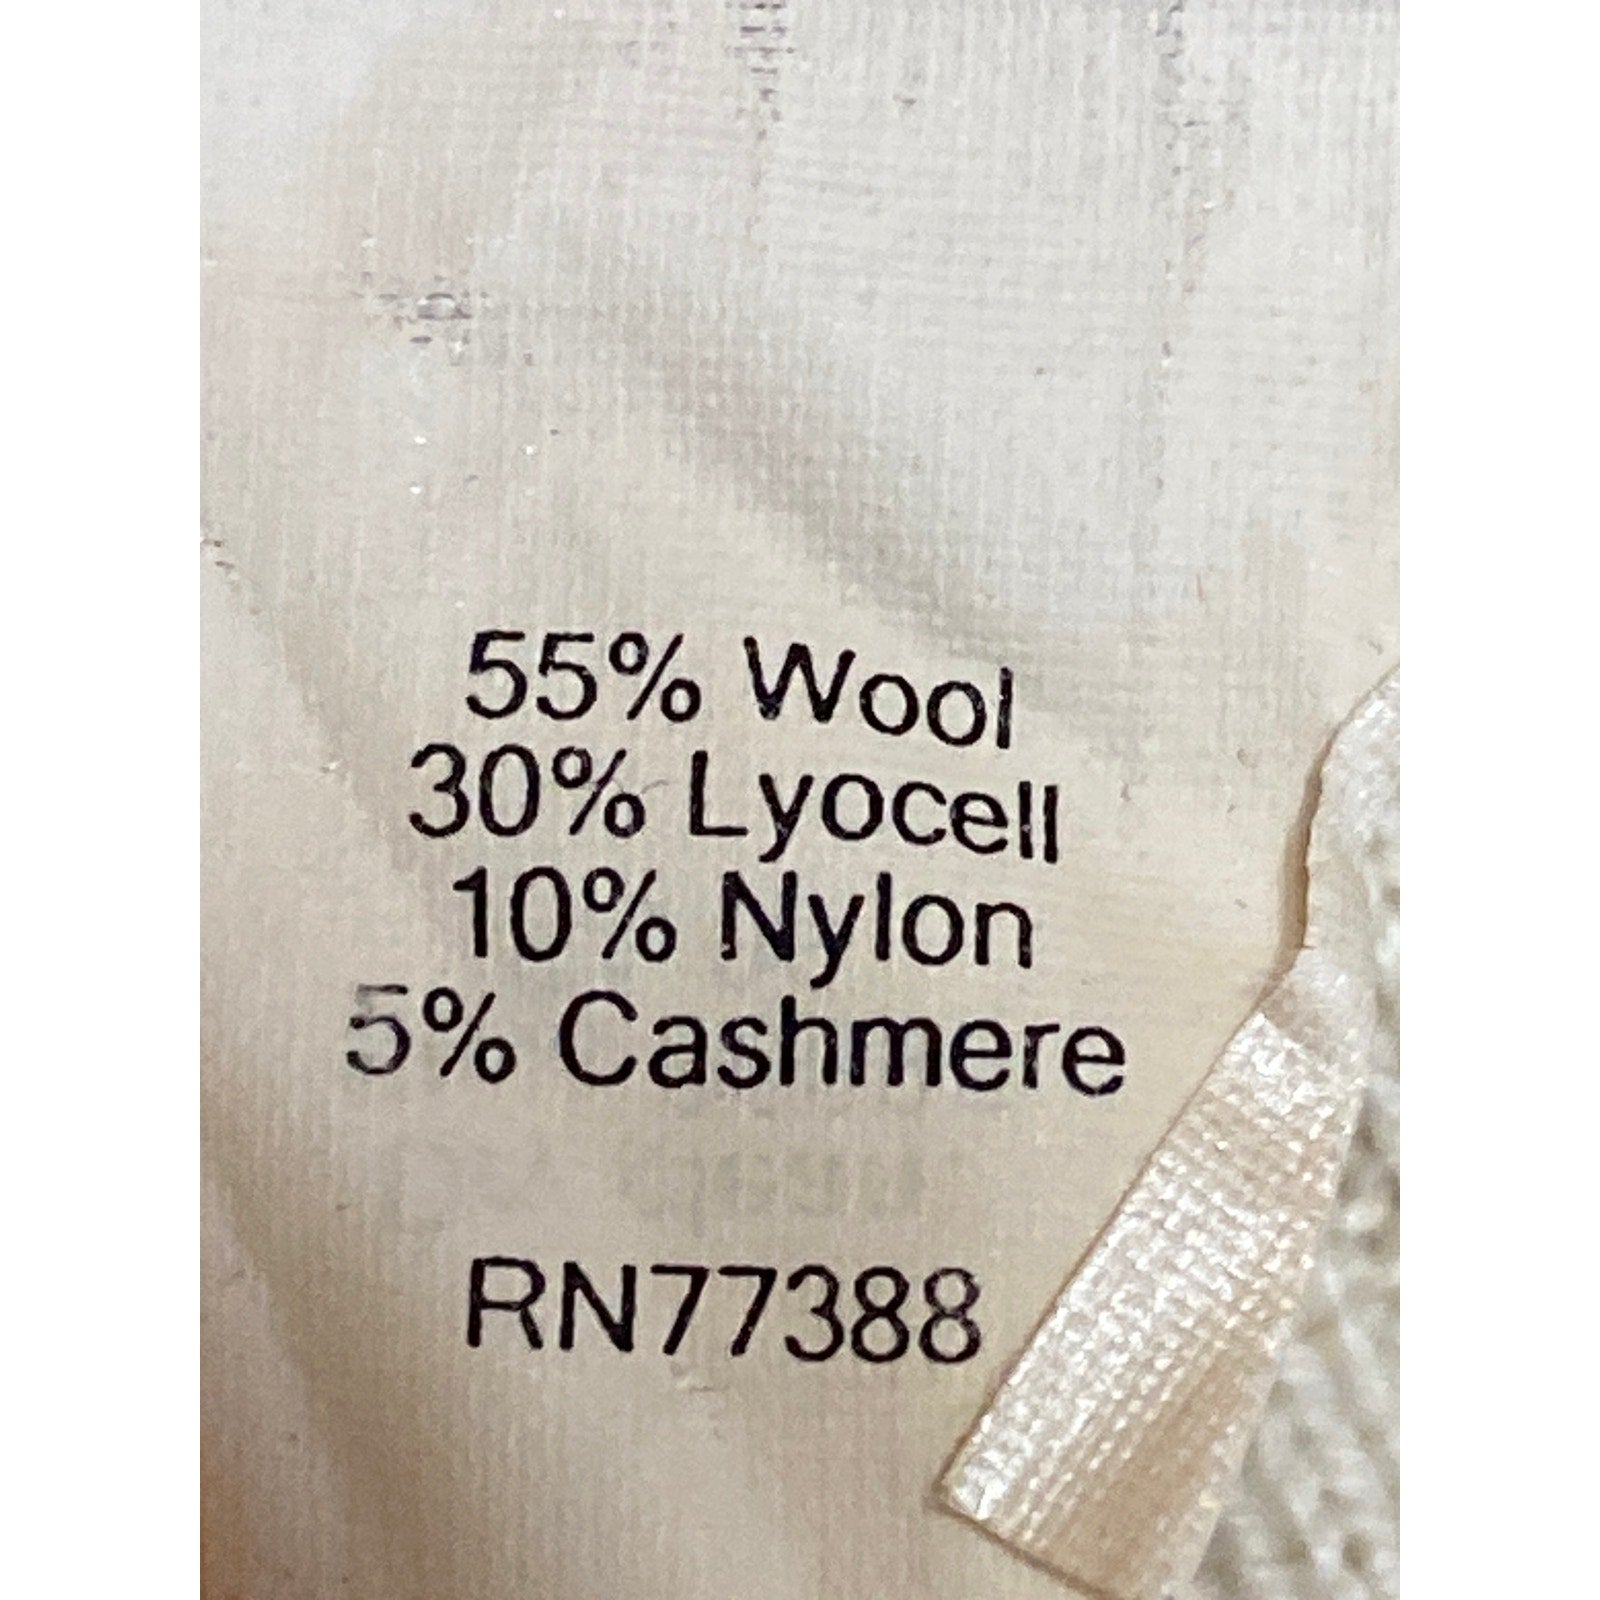 55% Wool
30% Lyocell
10% Nylon
5% Cashmere
RN77388